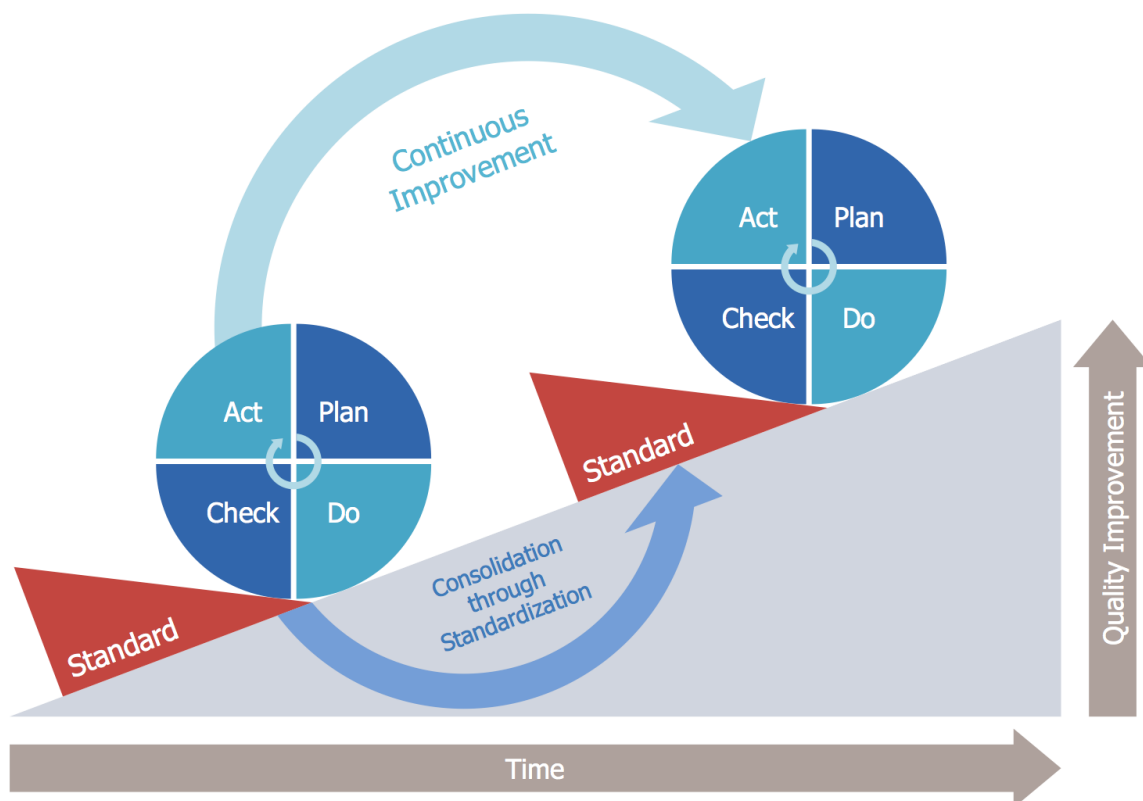 Continuous
Improvement
Act
Plan
Check
Do
Act
Plan
Check
Do
Standard
Standard
Consolidation
through
Standardization
Quality Improvement
Time